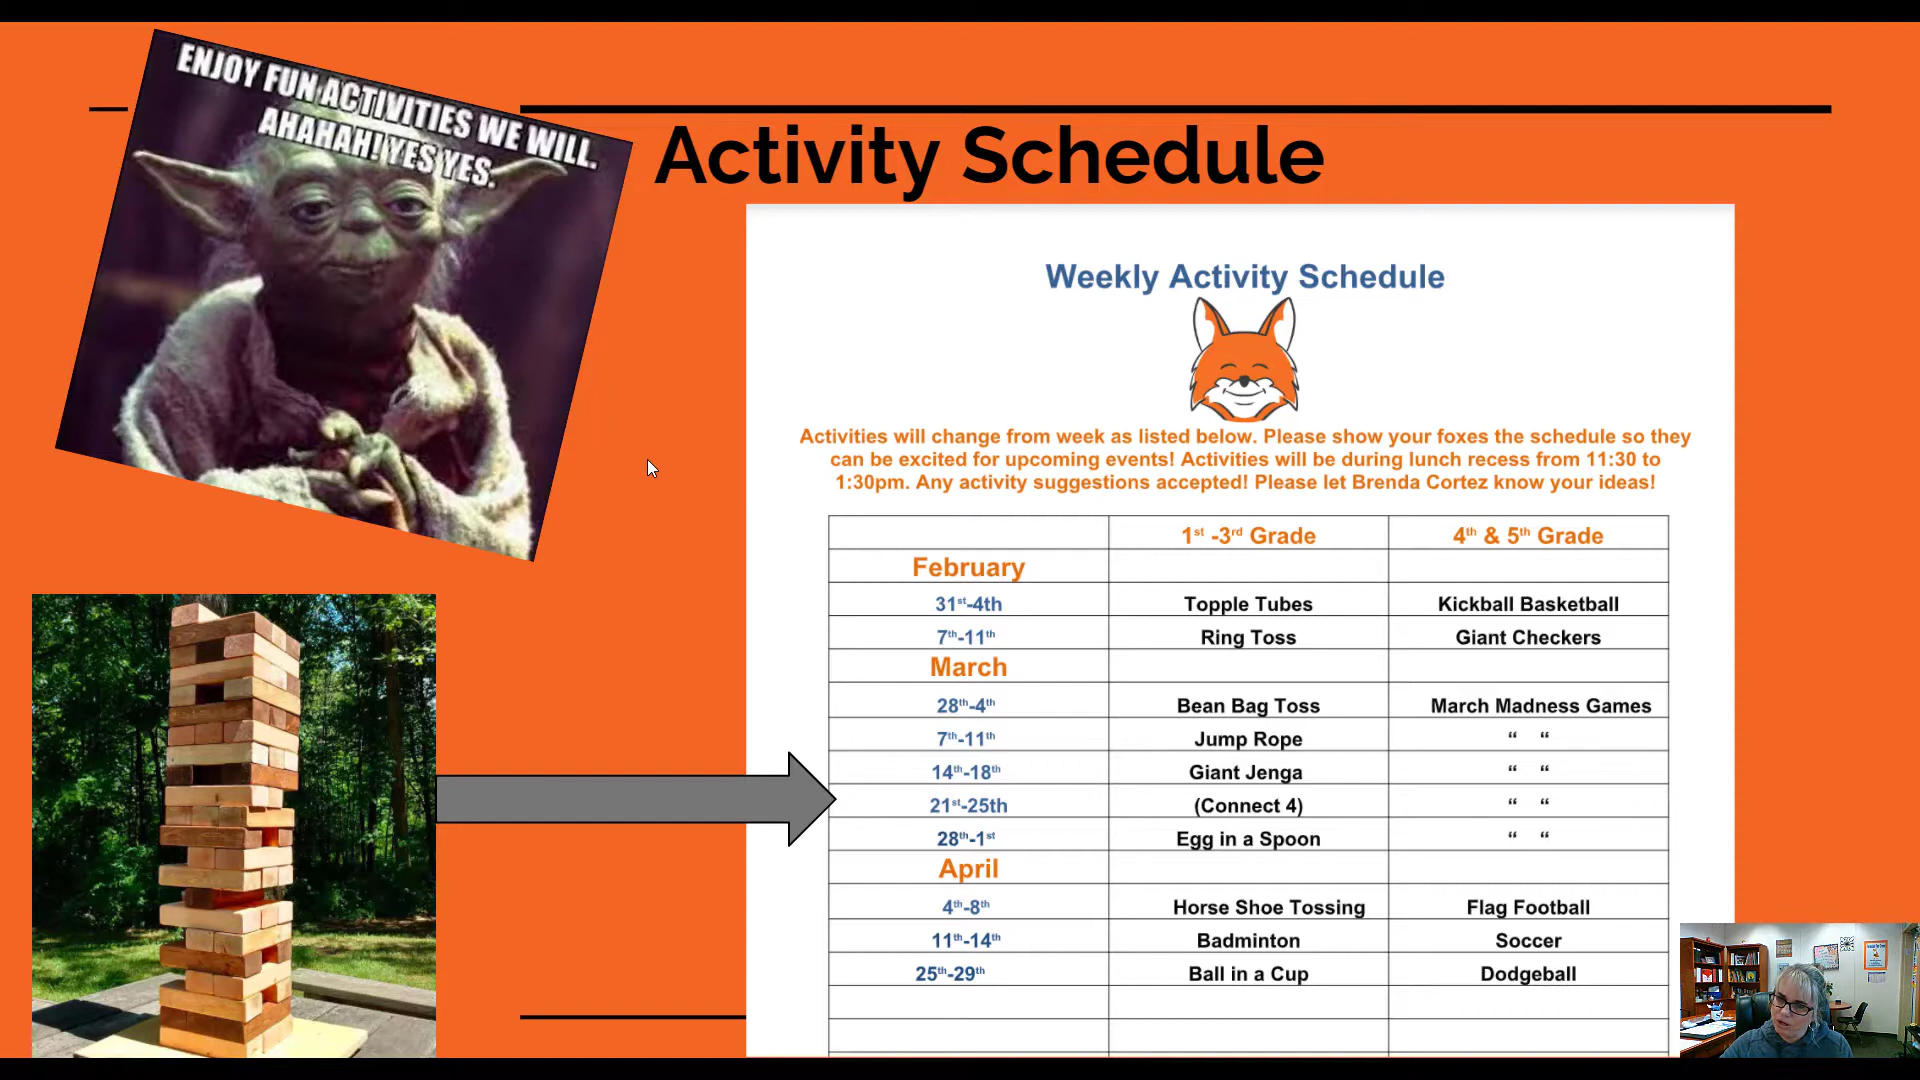 ENJOY FUN ACTIVITIES WE WILL.
AHAHAH! YES YES.
Activity Schedule
Weekly Activity Schedule
Activities will change from week as listed below. Please show your foxes the schedule so they
can be excited for upcoming events! Activities will be during lunch recess from 11:30 to
1:30pm. Any activity suggestions accepted! Please let Brenda Cortez know your ideas!
1st -3rd Grade 4th & 5th Grade
February
31st-4th Topple Tubes Kickball Basketball
7th-11th Ring Toss Giant Checkers
March
28th-4th Bean Bag Toss March Madness Games
7th-11th Jump Rope “ “
14th-18th Giant Jenga “ “
21st-25th (Connect 4) “ “
28th-1st Egg in a Spoon “ “
April
4th-8th Horse Shoe Tossing Flag Football
11th-14th Badminton Soccer
25th-29th Ball in a Cup Dodgeball